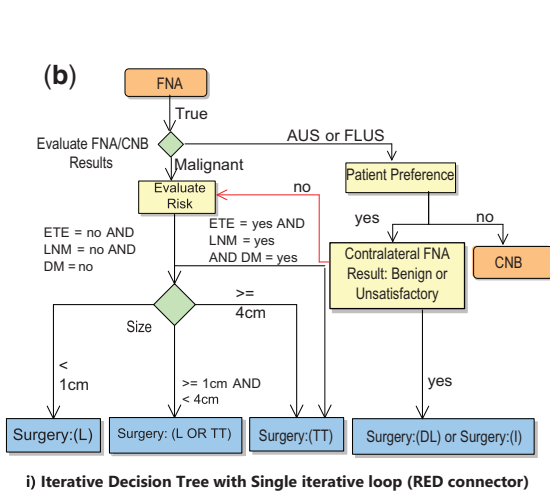 (b)
FNA
True
Evaluate FNA/CNB
Results
AUS or FLUS
Malignant
Patient Preference
Evaluate
Risk
no
yes
no
ETE = no AND
LNM = no AND
DM = no
ETE = yes AND
LNM = yes
AND DM = yes
Contralateral FNA
Result: Benign or
Unsatisfactory
CNB
Size
>=
4cm
<
1cm
>= 1cm AND
< 4cm
yes
Surgery:(L)
Surgery: (L OR TT)
Surgery:(TT)
Surgery:(DL) or Surgery:(I)
i) Iterative Decision Tree with Single iterative loop (RED connector)